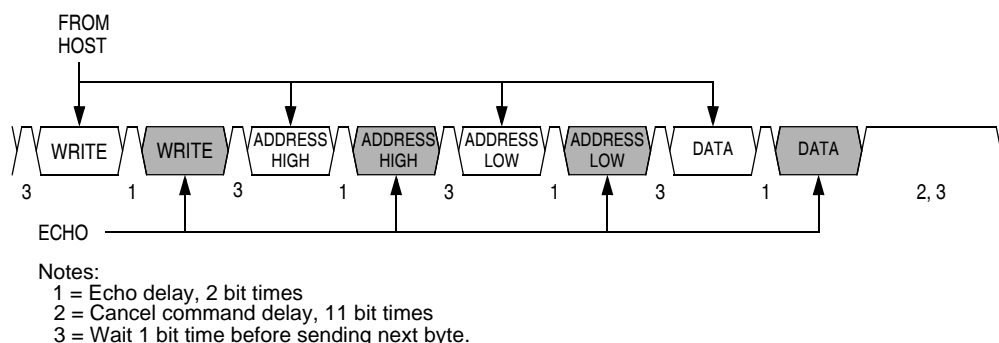 FROM
HOST
WRITE WRITE ADDRESS HIGH ADDRESS HIGH ADDRESS LOW ADDRESS LOW DATA DATA
3 1 3 1 3 1 3 1 2, 3
ECHO
Notes:
1 = Echo delay, 2 bit times
2 = Cancel command delay, 11 bit times
3 = Wait 1 bit time before sending next byte.